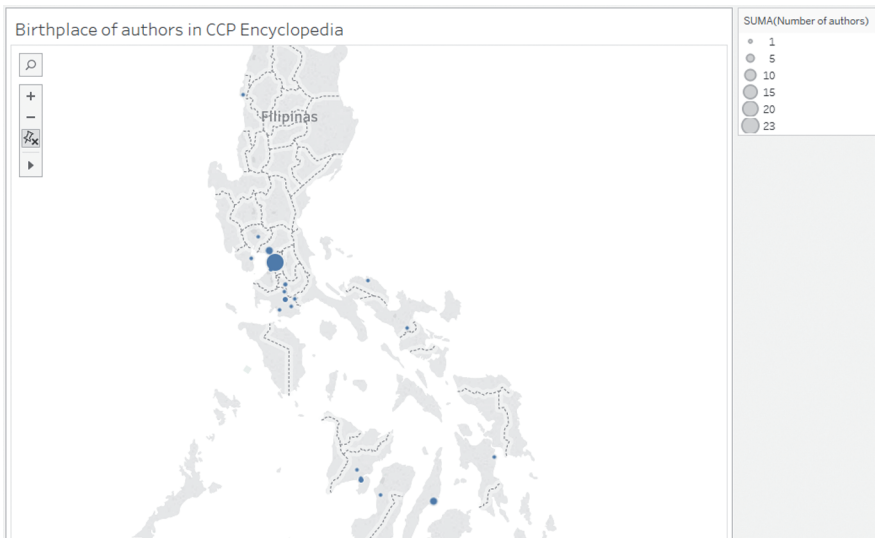 Birthplace of authors in CCP Encyclopedia
Filipinas
SUMA(Number of authors)
1
5
10
15
20
23